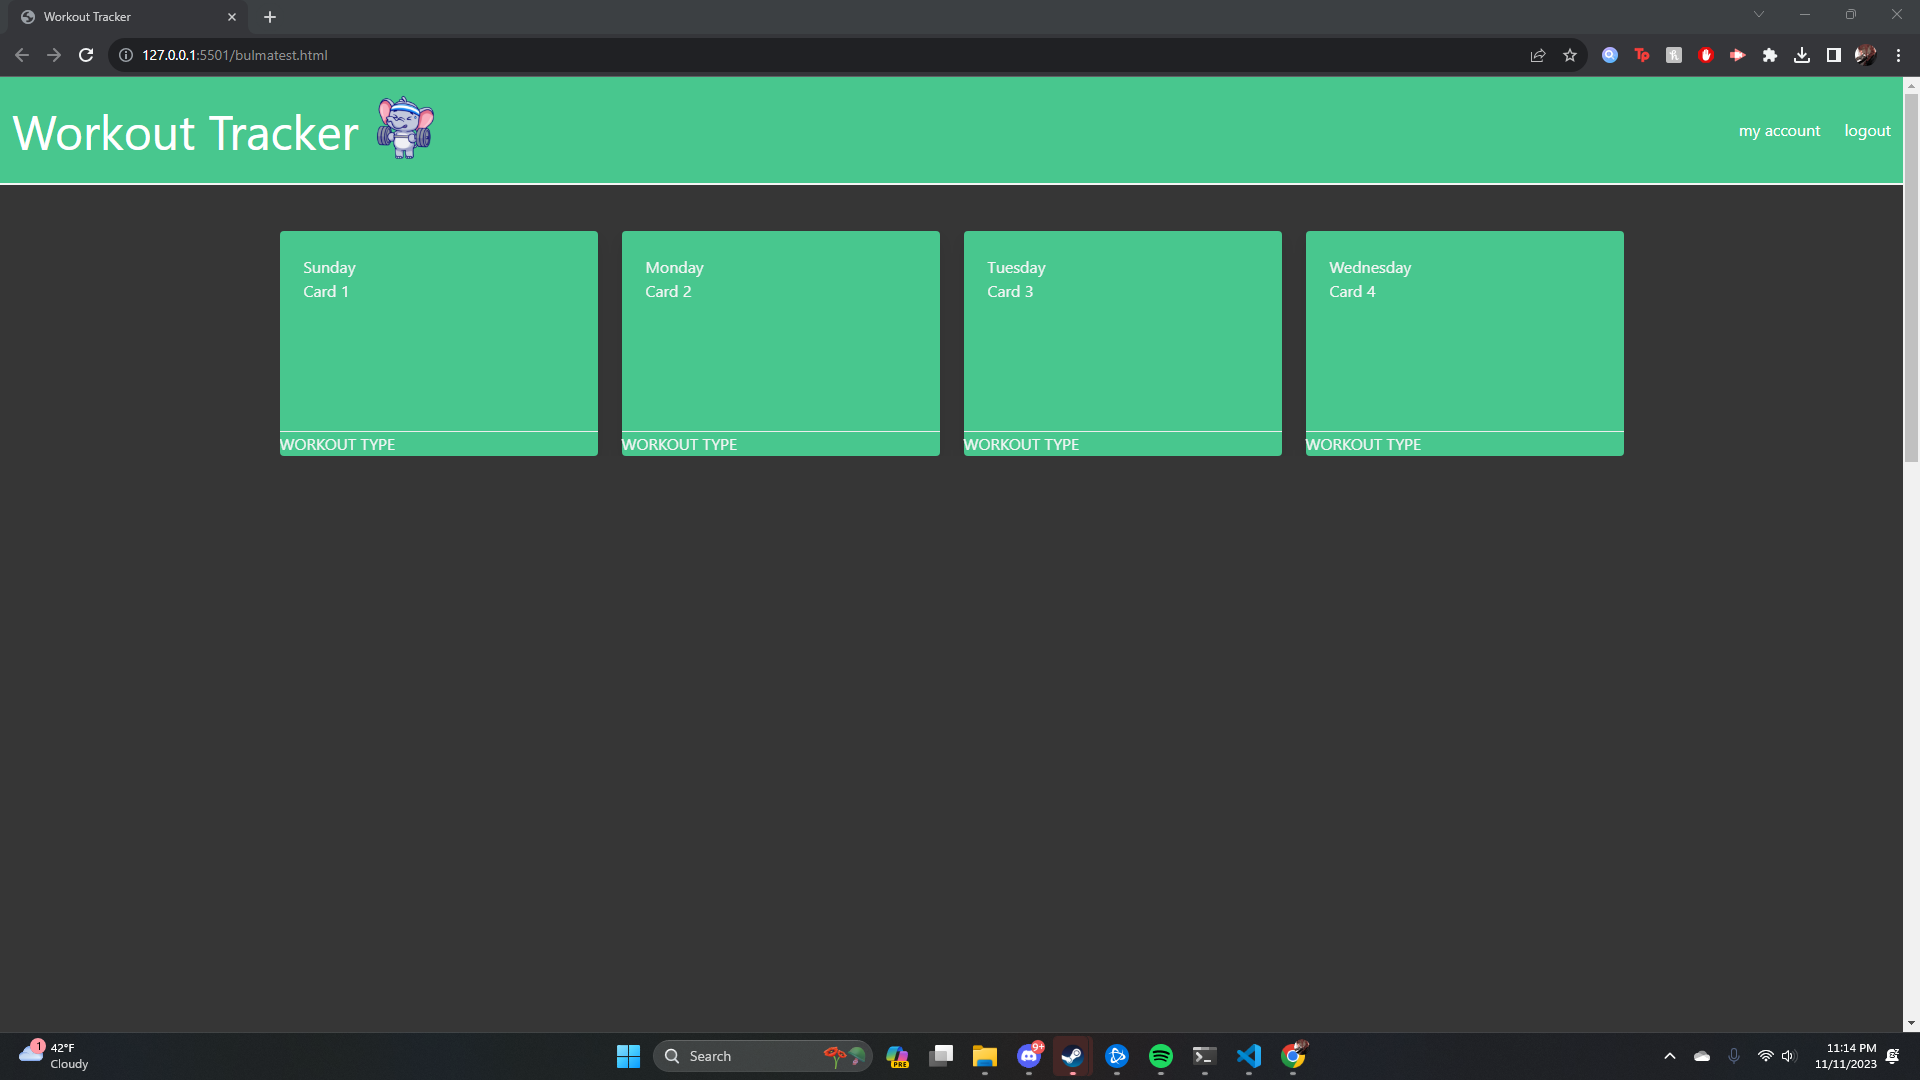 Workout Tracker
127.0.0.1:5501/bulmatest.html
Tp
Workout Tracker
my account
logout
Sunday
Card 1
WORKOUT TYPE
Monday
Card 2
WORKOUT TYPE
Tuesday
Card 3
WORKOUT TYPE
Wednesday
Card 4
WORKOUT TYPE
1
42°F
Cloudy
Search
PRE
9+
11:14 PM
11/11/2023